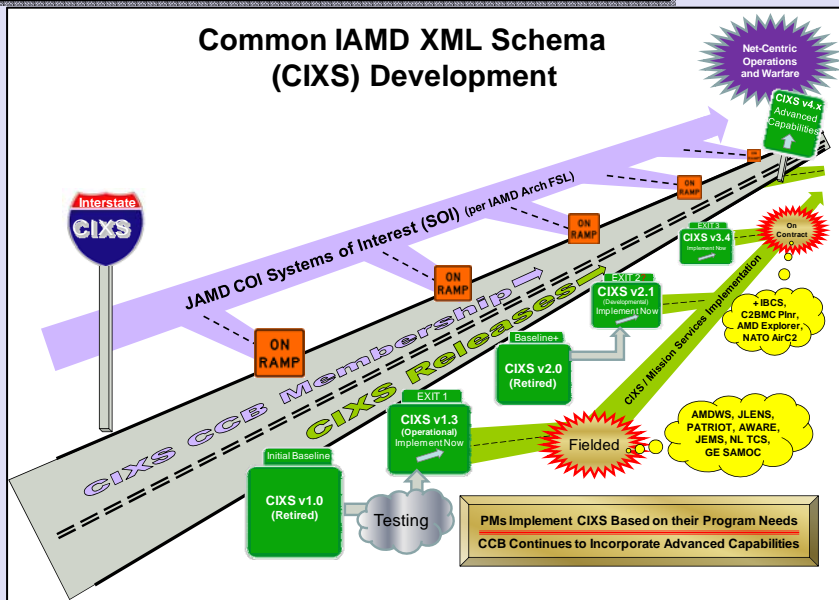 Common IAMD XML Schema
(CIXS) Development
Net-Centric
Operations
and Warfare
CIXS v4.x
Advanced
Capabilities
Interstate
CIXS
JAMD COI Systems of Interest (SOI) (per IAMD Arch FSL)
ON
RAMP
ON
RAMP
ON
RAMP
ON
RAMP
ON
RAMP
CIXS CCB Membership
CIXS Releases
EXIT 3
CIXS v3.4
Implement Now
On
Contract
EXIT 2
CIXS v2.1
(Developmental)
Implement Now
+IBCS,
C2BMC Plnr,
AMD Explorer,
NATO AirC2
CIXS / Mission Services Implementation
Baseline+
CIXS v2.0
(Retired)
EXIT 1
CIXS v1.3
(Operational)
Implement Now
Fielded
AMDWS, JLENS,
PATRIOT, AWARE,
JEMS, NL TCS,
GE SAMOC
Initial Baseline
CIXS v1.0
(Retired)
Testing
PMs Implement CIXS Based on their Program Needs
CCB Continues to Incorporate Advanced Capabilities